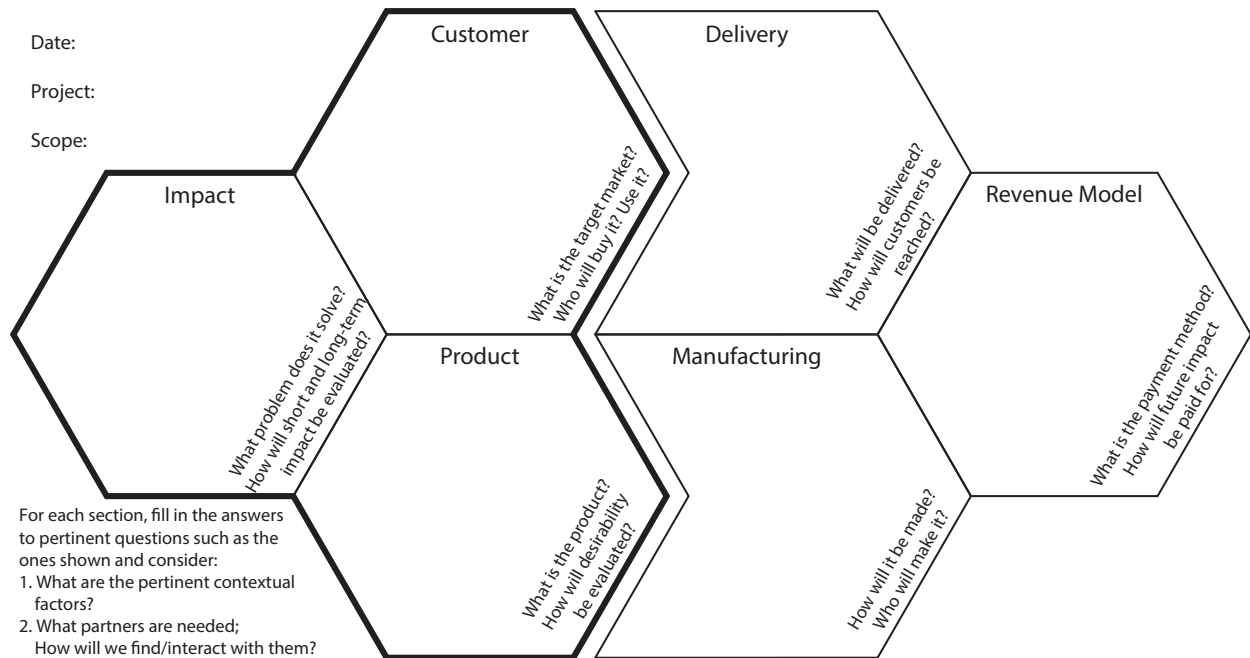 Date:
Project:
Scope:
Customer
What is the target market?
Who will buy it? Use it?
Delivery
What will be delivered?
How will customers be
reached?
Impact
What problem does it solve?
How will short and long-term
impact be evaluated?
Revenue Model
What is the payment method?
How will future impact
be paid for?
Product
What is the product?
How will desirability
be evaluated?
Manufacturing
How will it be made?
Who will make it?
For each section, fill in the answers
to pertinent questions such as the
ones shown and consider:
1. What are the pertinent contextual
factors?
2. What partners are needed;
How will we find/interact with them?